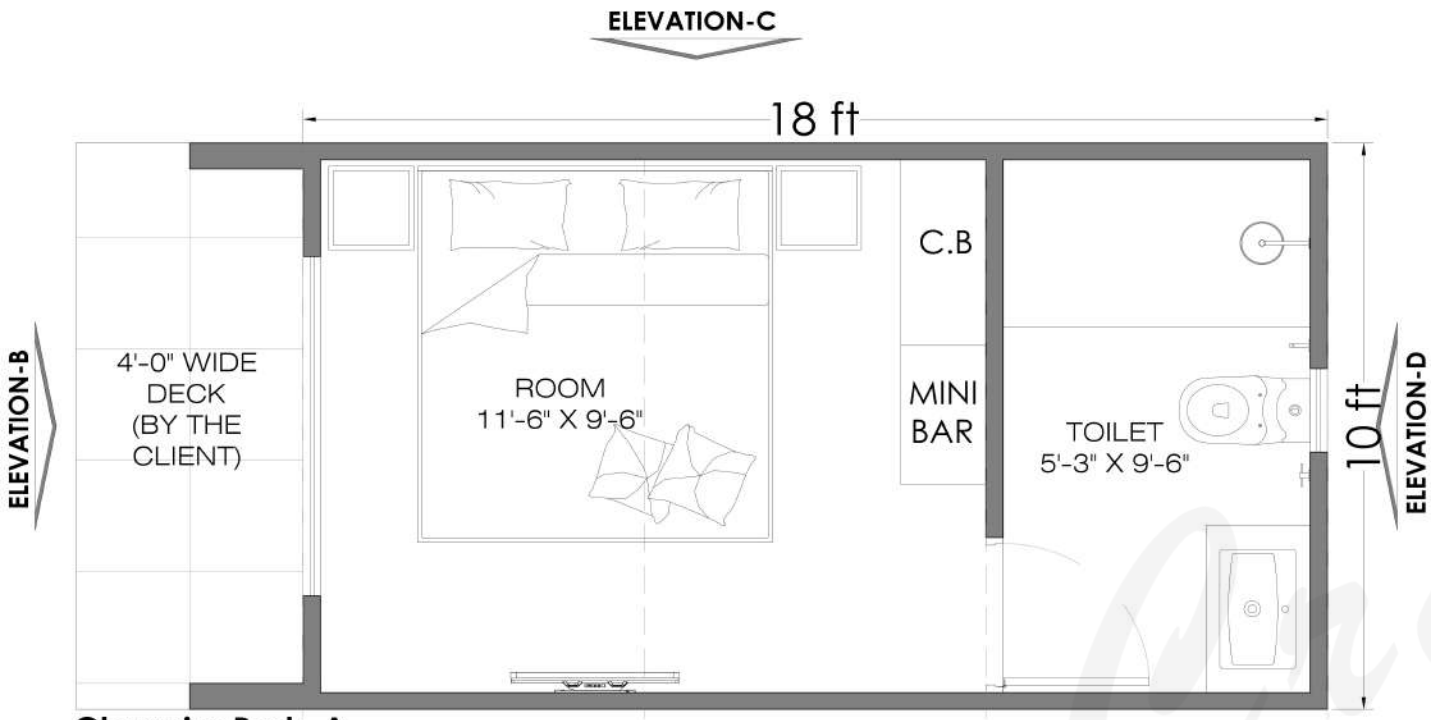 ELEVATION-C
18 ft
C.B
ELEVATION-B
4'-0" WIDE
DECK
(BY THE
CLIENT)
ROOM
11'-6" X 9'-6"
MINI
BAR
TOILET
5'-3" X 9'-6"
10 ft
ELEVATION-D